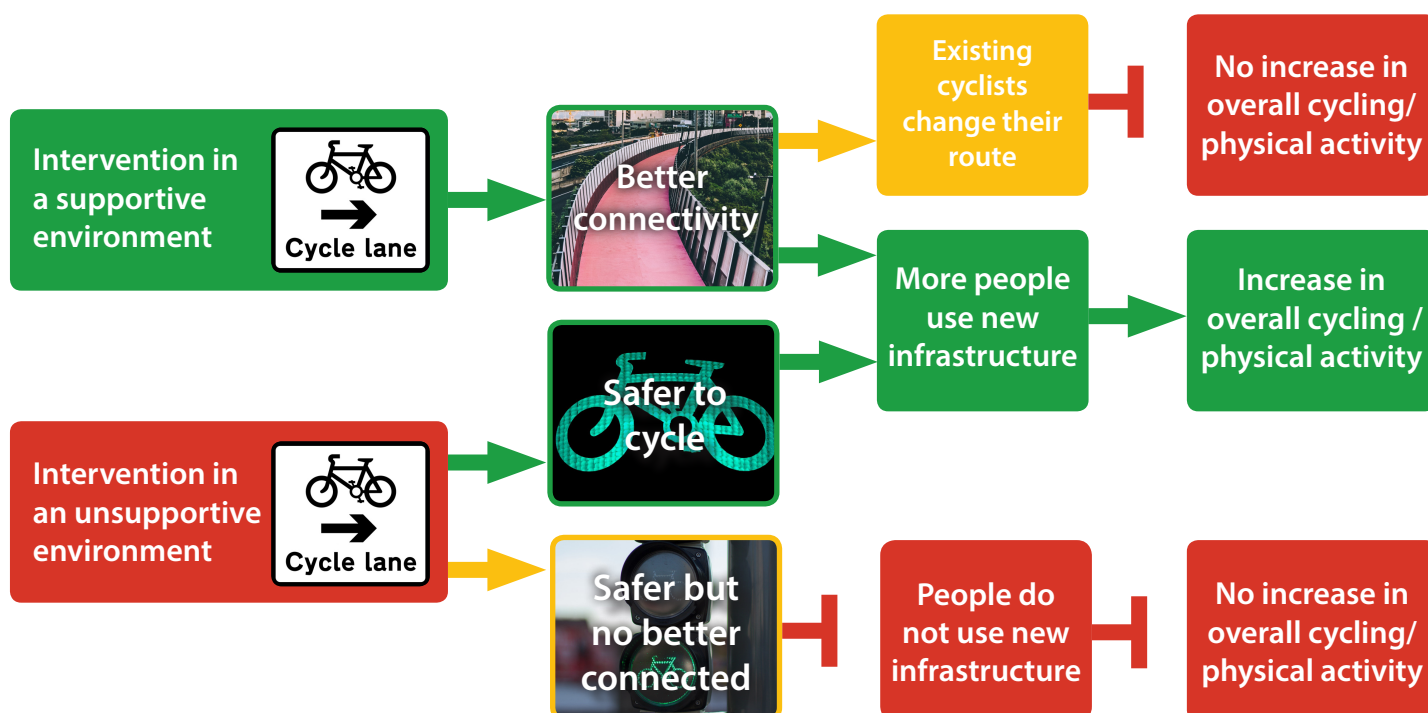 Intervention in
a supportive
environment
Cycle lane
Better
connectivity
Existing
cyclists
change their
route
No increase in
overall cycling/
physical activity
More people
use new
infrastructure
Increase in
overall cycling /
physical activity
Safer to
cycle
Intervention in
an unsupportive
environment
Cycle lane
Safer but
no better
connected
People do
not use new
infrastructure
No increase in
overall cycling/
physical activity